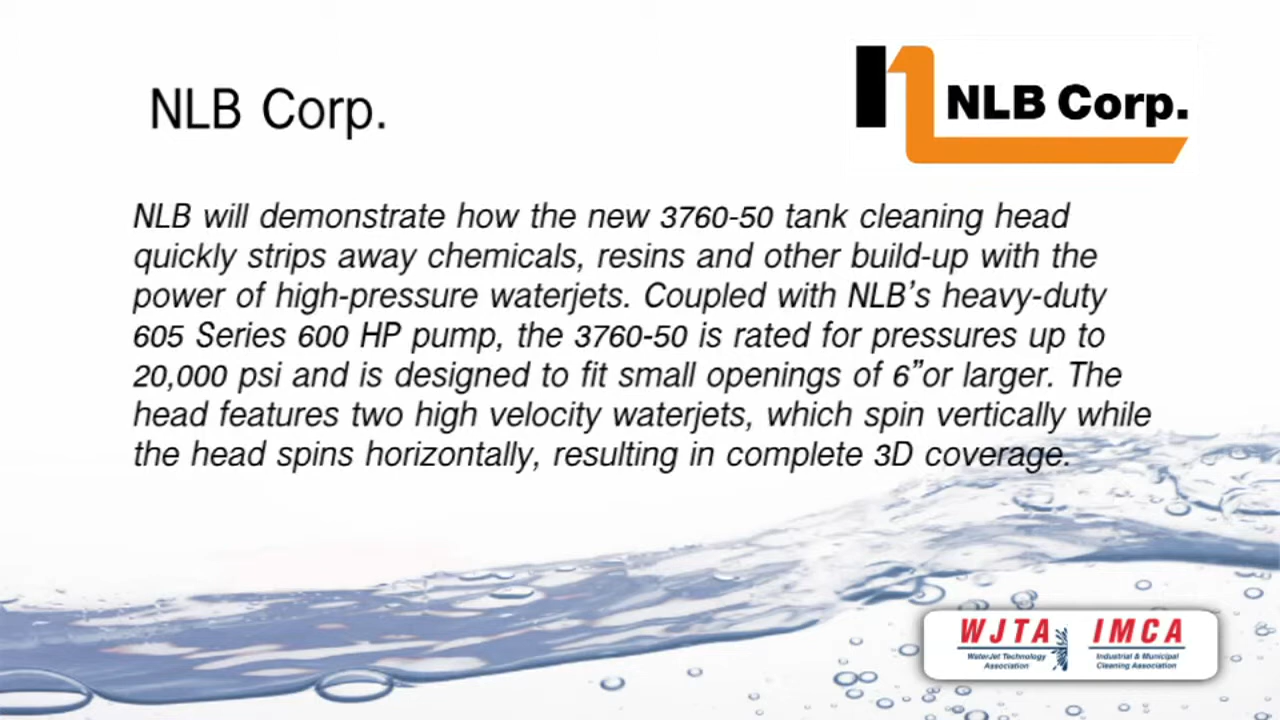 NLB Corp.
NLB Corp.
NLB will demonstrate how the new 3760-50 tank cleaning head
quickly strips away chemicals, resins and other build-up with the
power of high-pressure waterjets. Coupled with NLB's heavy-duty
605 Series 600 HP pump, the 3760-50 is rated for pressures up to
20,000 psi and is designed to fit small openings of 6”or larger. The
head features two high velocity waterjets, which spin vertically while
the head spins horizontally, resulting in complete 3D coverage.
WJTA IMCA
WaterJet Technology Association
Industrial & Municipal Cleaning Association